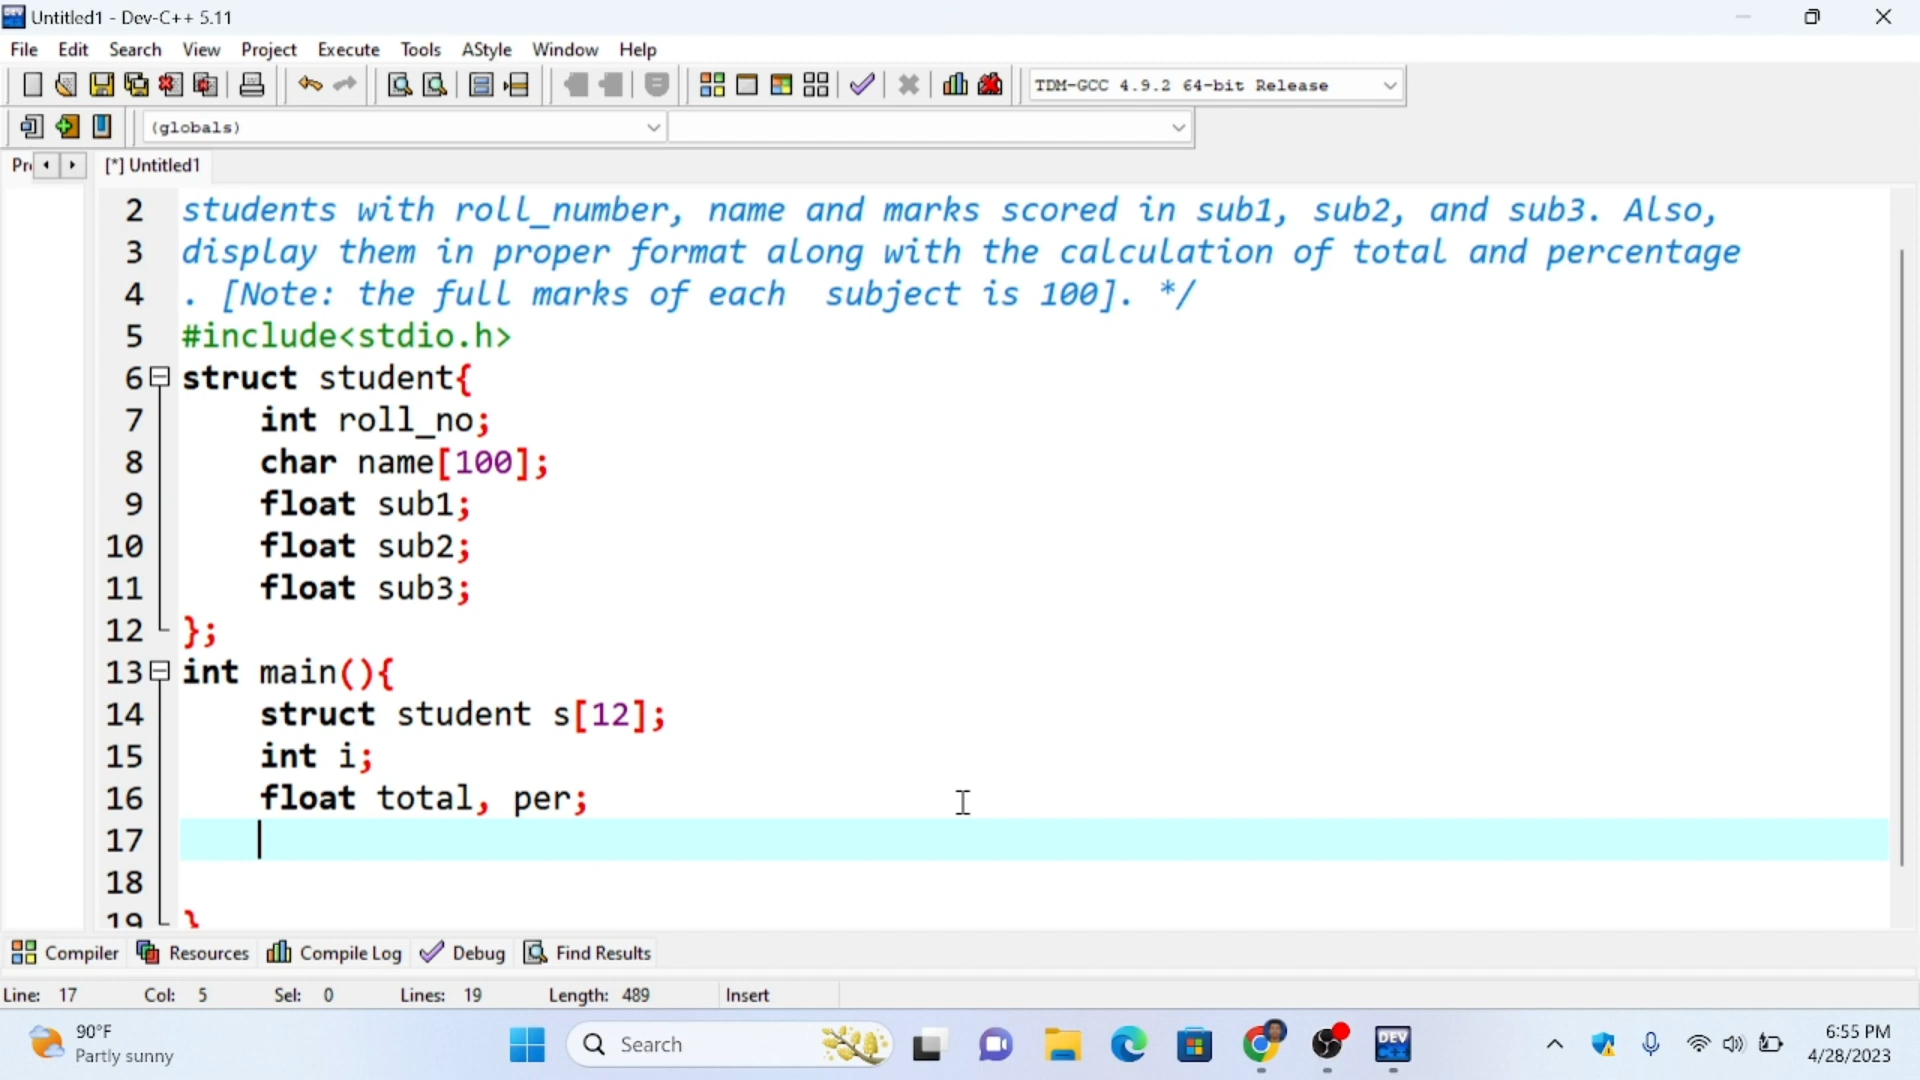 Untitled1 - Dev-C++ 5.11
File Edit Search View Project Execute Tools AStyle Window Help
TDM-GCC 4.9.2 64-bit Release
(globals)
Pr [*] Untitled1
2 students with roll_number, name and marks scored in sub1, sub2, and sub3. Also,
3 display them in proper format along with the calculation of total and percentage
4 . [Note: the full marks of each  subject is 100]. */
5 #include<stdio.h>
6 struct student{
7 int roll_no;
8 char name[100];
9 float sub1;
10 float sub2;
11 float sub3;
12 };
13 int main(){
14 struct student s[12];
15 int i;
16 float total, per;
17
18
19 }
Compiler Resources Compile Log Debug Find Results
Line: 17 Col: 5 Sel: 0 Lines: 19 Length: 489 Insert
90°F
Partly sunny
Search
DEV
6:55 PM
4/28/2023